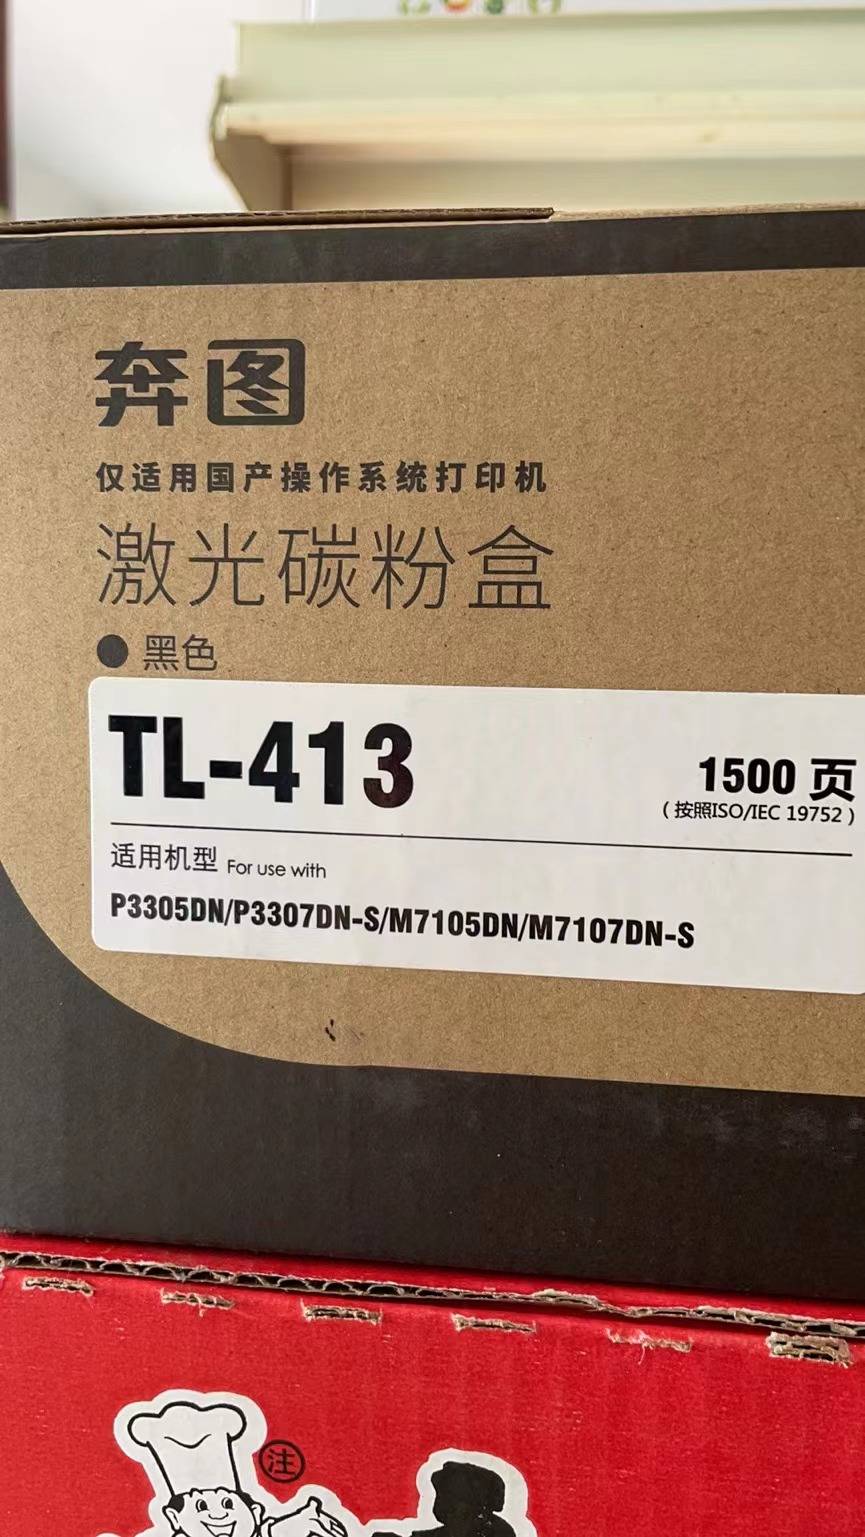 奔图
仅适用国产操作系统打印机
激光碳粉盒
黑色
TL-413
1500 页
（按照ISO/IEC 19752）
适用机型 For use with
P3305DN/P3307DN-S/M7105DN/M7107DN-S
注